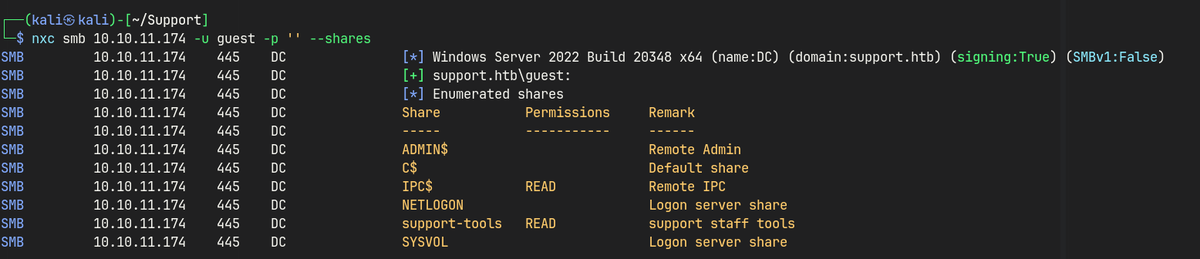 ┌──(kali㉿kali)-[~/Support]
└─$ nxc smb 10.10.11.174 -u guest -p '' --shares
SMB 10.10.11.174 445 DC [*] Windows Server 2022 Build 20348 x64 (name:DC) (domain:support.htb) (signing:True) (SMBv1:False)
SMB 10.10.11.174 445 DC [+] support.htb\guest:
SMB 10.10.11.174 445 DC [*] Enumerated shares
SMB 10.10.11.174 445 DC Share Permissions Remark
SMB 10.10.11.174 445 DC ----- ----------- ------
SMB 10.10.11.174 445 DC ADMIN$ Remote Admin
SMB 10.10.11.174 445 DC C$ Default share
SMB 10.10.11.174 445 DC IPC$ READ Remote IPC
SMB 10.10.11.174 445 DC NETLOGON Logon server share
SMB 10.10.11.174 445 DC support-tools READ support staff tools
SMB 10.10.11.174 445 DC SYSVOL Logon server share